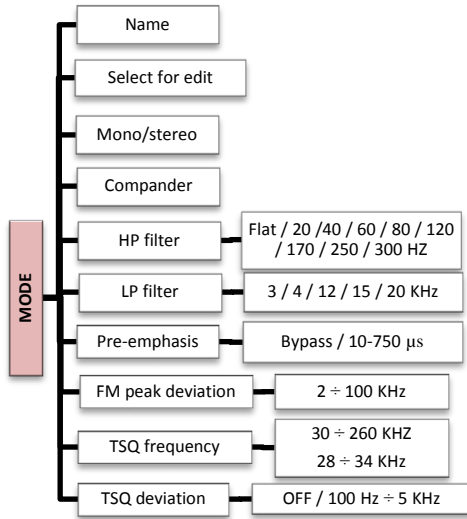 Name
Select for edit
Mono/stereo
Compander
MODE
HP filter
Flat / 20 /40 / 60 / 80 / 120
/ 170 / 250 / 300 HZ
LP filter
3 / 4 / 12 / 15 / 20 KHz
Pre-emphasis
Bypass / 10-750 µs
FM peak deviation
2 ÷ 100 KHz
TSQ frequency
30 ÷ 260 KHZ
28 ÷ 34 KHz
TSQ deviation
OFF / 100 Hz ÷ 5 KHz